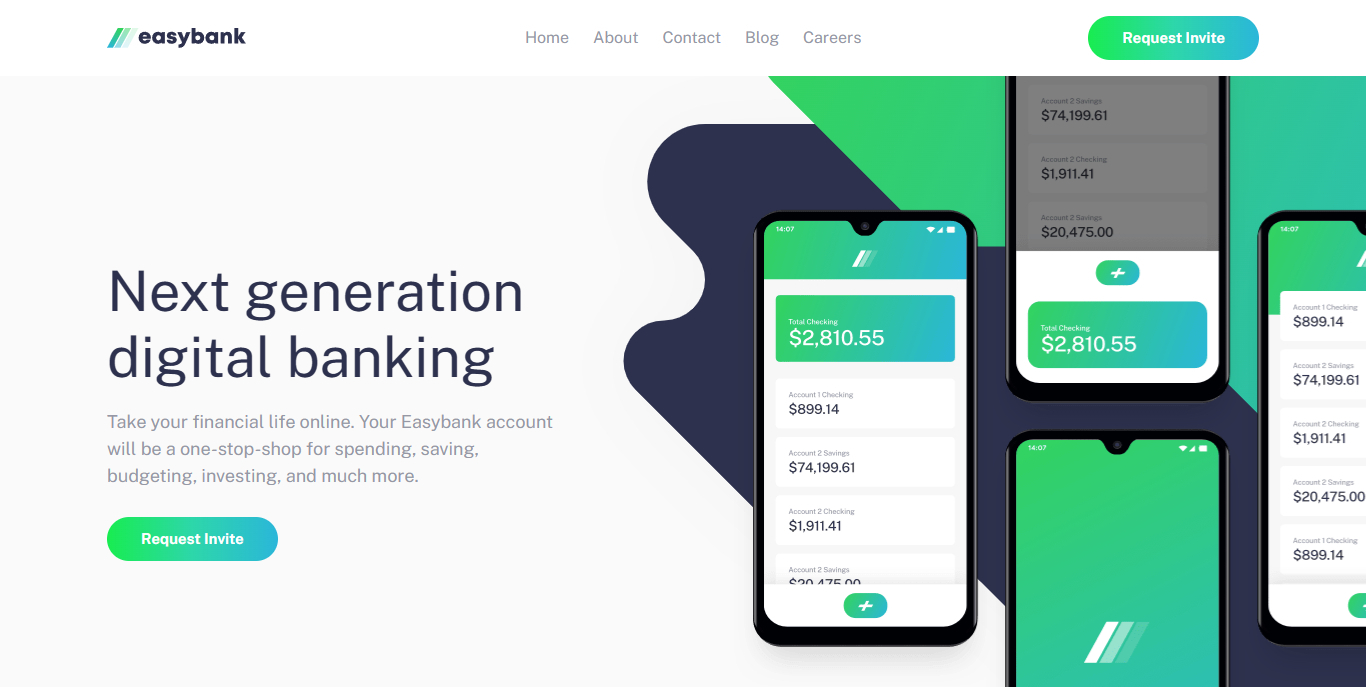 easybank
Home About Contact Blog Careers
Request Invite
Next generation
digital banking
Take your financial life online. Your Easybank account
will be a one-stop-shop for spending, saving,
budgeting, investing, and much more.
Request Invite
14:07
Total Checking
$2,810.55
Account 1 Checking
$899.14
Account 2 Savings
$74,199.61
Account 2 Checking
$1,911.41
Account 2 Savings
$20,475.00
Account 2 Savings
$74,199.61
Account 2 Checking
$1,911.41
Account 2 Savings
$20,475.00
Total Checking
$2,810.55
14:07
14:07
Account 1 Checking
$899.14
Account 2 Savings
$74,199.61
Account 2 Checking
$1,911.41
Account 2 Savings
$20,475.00
Account 1 Checking
$899.14